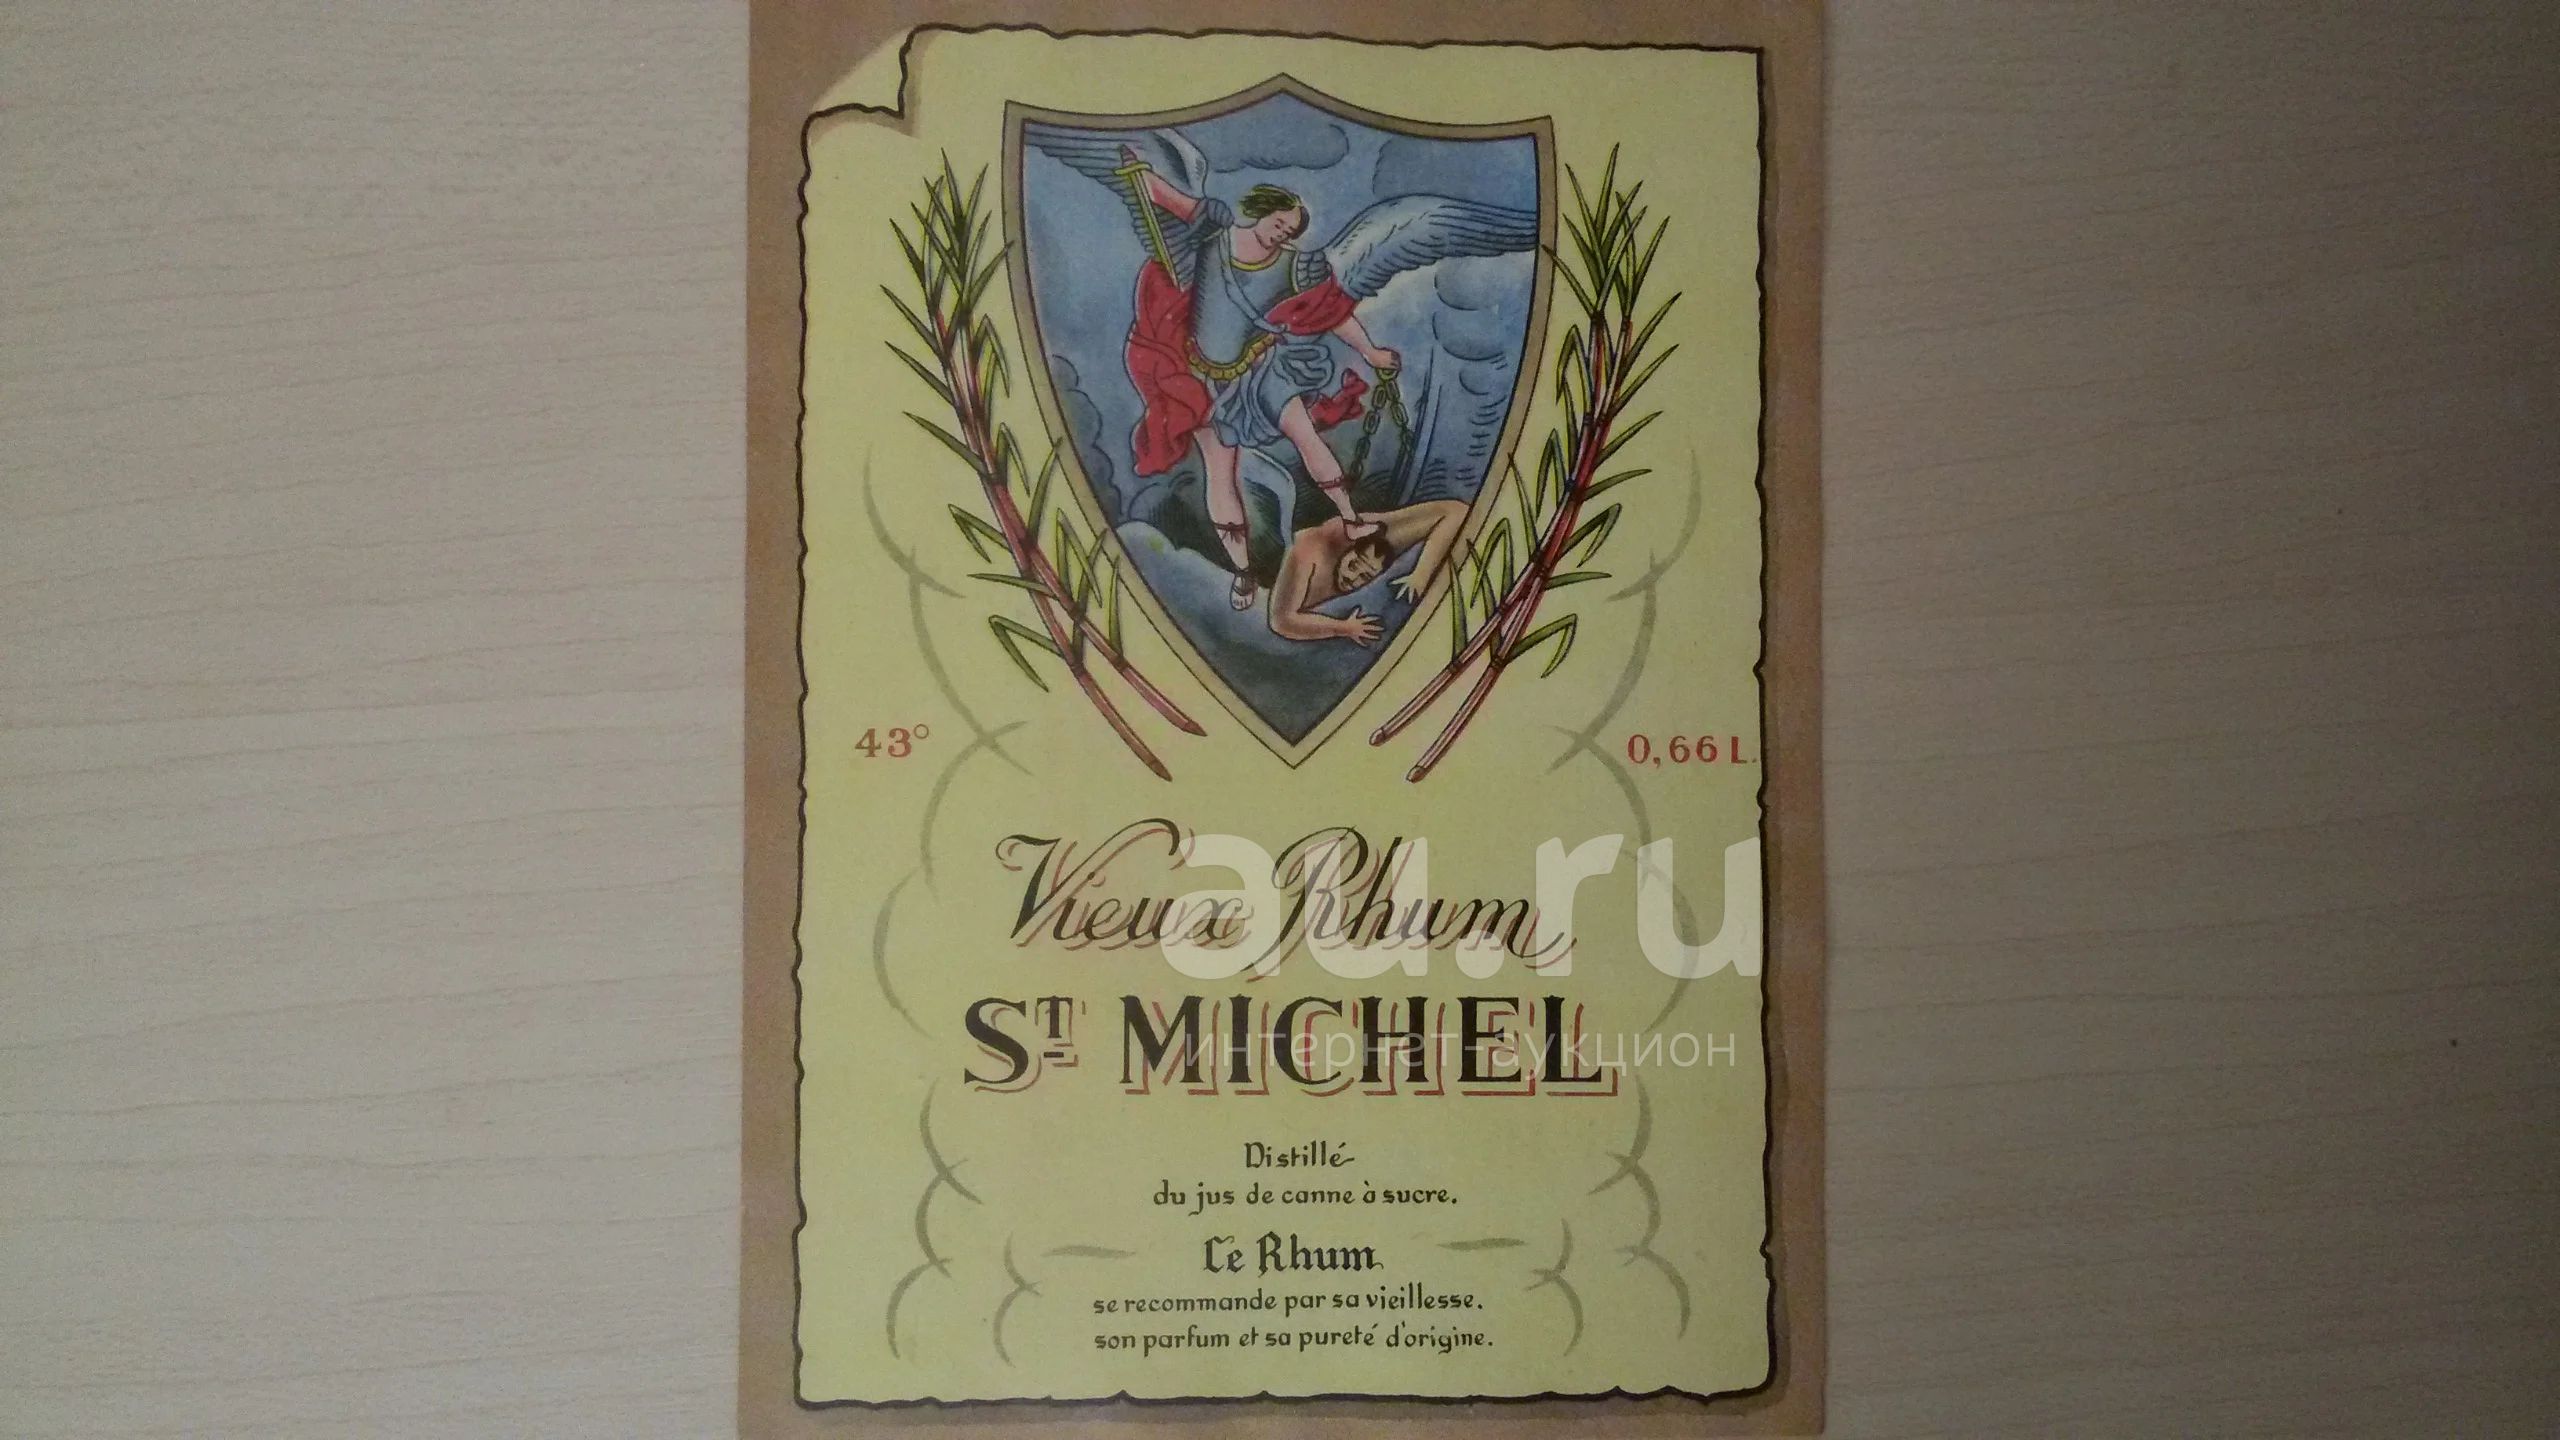 43° 0,66 L.
Vieux Rhum
au.ru
ST MICHEL
интернет-аукцион
Distillé
du jus de canne à sucre.
Ce Rhum
se recommande par sa vieillesse.
son parfum et sa pureté d'origine.